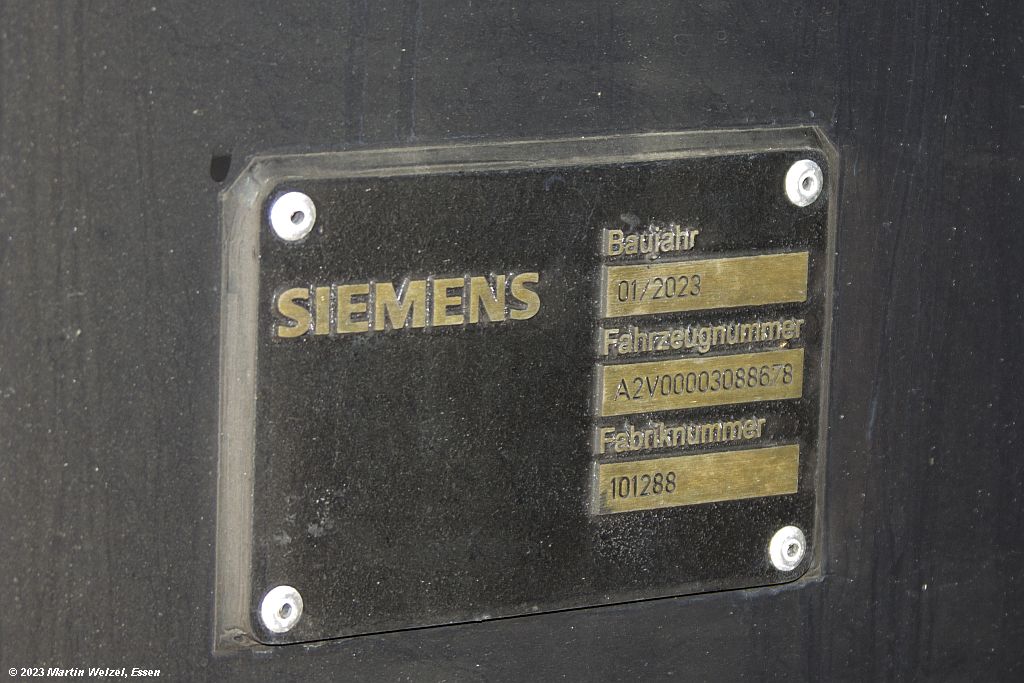 SIEMENS
Baujahr
01/2023
Fahrzeugnummer
A2V00003088678
Fabriknummer
101288
© 2023 Martin Welzel, Essen